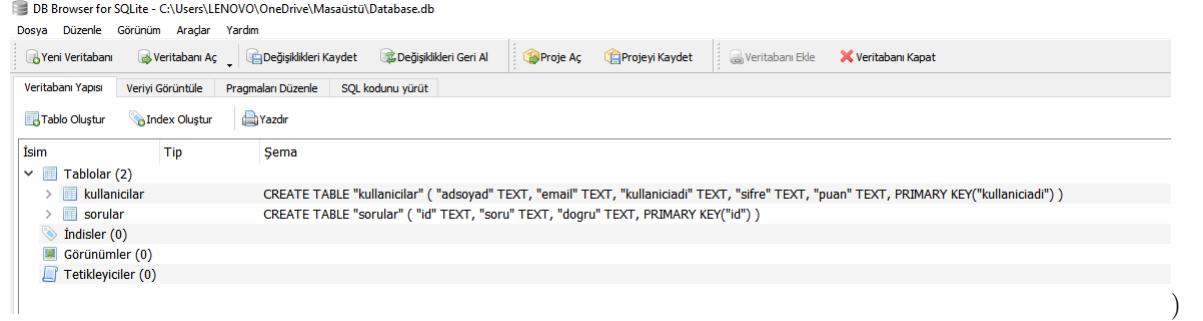 DB Browser for SQLite - C:\Users\LENOVO\OneDrive\Masaüstü\Database.db
Dosya Düzenle Görünüm Araçlar Yardım
Yeni Veritabanı Veritabanı Aç Değişiklikleri Kaydet Değişiklikleri Geri Al Proje Aç Projeyi Kaydet Veritabanı Ekle Veritabanı Kapat
Veritabanı Yapısı Veriyi Görüntüle Pragmaları Düzenle SQL kodunu yürüt
Tablo Oluştur Index Oluştur Yazdır
İsim Tip Şema
Tablolar (2)
kullanicilar CREATE TABLE "kullanicilar" ( "adsoyad" TEXT, "email" TEXT, "kullaniciadi" TEXT, "sifre" TEXT, "puan" TEXT, PRIMARY KEY("kullaniciadi") )
sorular CREATE TABLE "sorular" ( "id" TEXT, "soru" TEXT, "dogru" TEXT, PRIMARY KEY("id") )
İndisler (0)
Görünümler (0)
Tetikleyiciler (0)
)